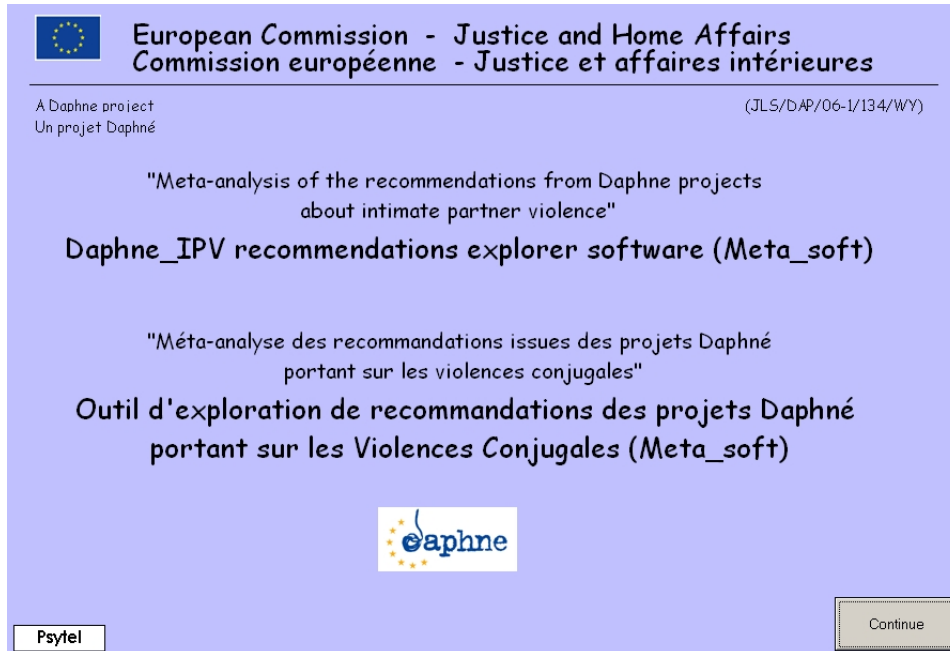 European Commission - Justice and Home Affairs
Commission européenne - Justice et affaires intérieures
A Daphne project
(JLS/DAP/06-1/134/WY)
Un projet Daphné
"Meta-analysis of the recommendations from Daphne projects
about intimate partner violence"
Daphne_IPV recommendations explorer software (Meta_soft)
"Méta-analyse des recommandations issues des projets Daphné
portant sur les violences conjugales"
Outil d'exploration de recommandations des projets Daphné
portant sur les Violences Conjugales (Meta_soft)
daphne
Continue
Psytel